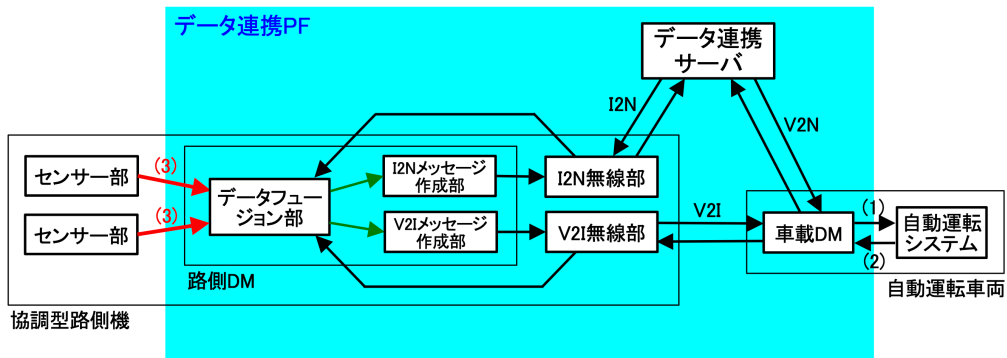 データ連携PF
データ連携
サーバ
I2N
V2N
(3)
センサー部
I2Nメッセージ
作成部
I2N無線部
データフュー
ジョン部
(3)
センサー部
V2Iメッセージ
作成部
V2I無線部
V2I
車載DM
(1)
自動運転
システム
(2)
路側DM
自動運転車両
協調型路側機